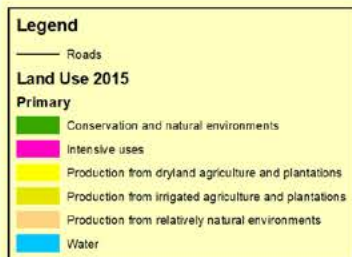 Legend
Roads
Land Use 2015
Primary
Conservation and natural environments
Intensive uses
Production from dryland agriculture and plantations
Production from irrigated agriculture and plantations
Production from relatively natural environments
Water